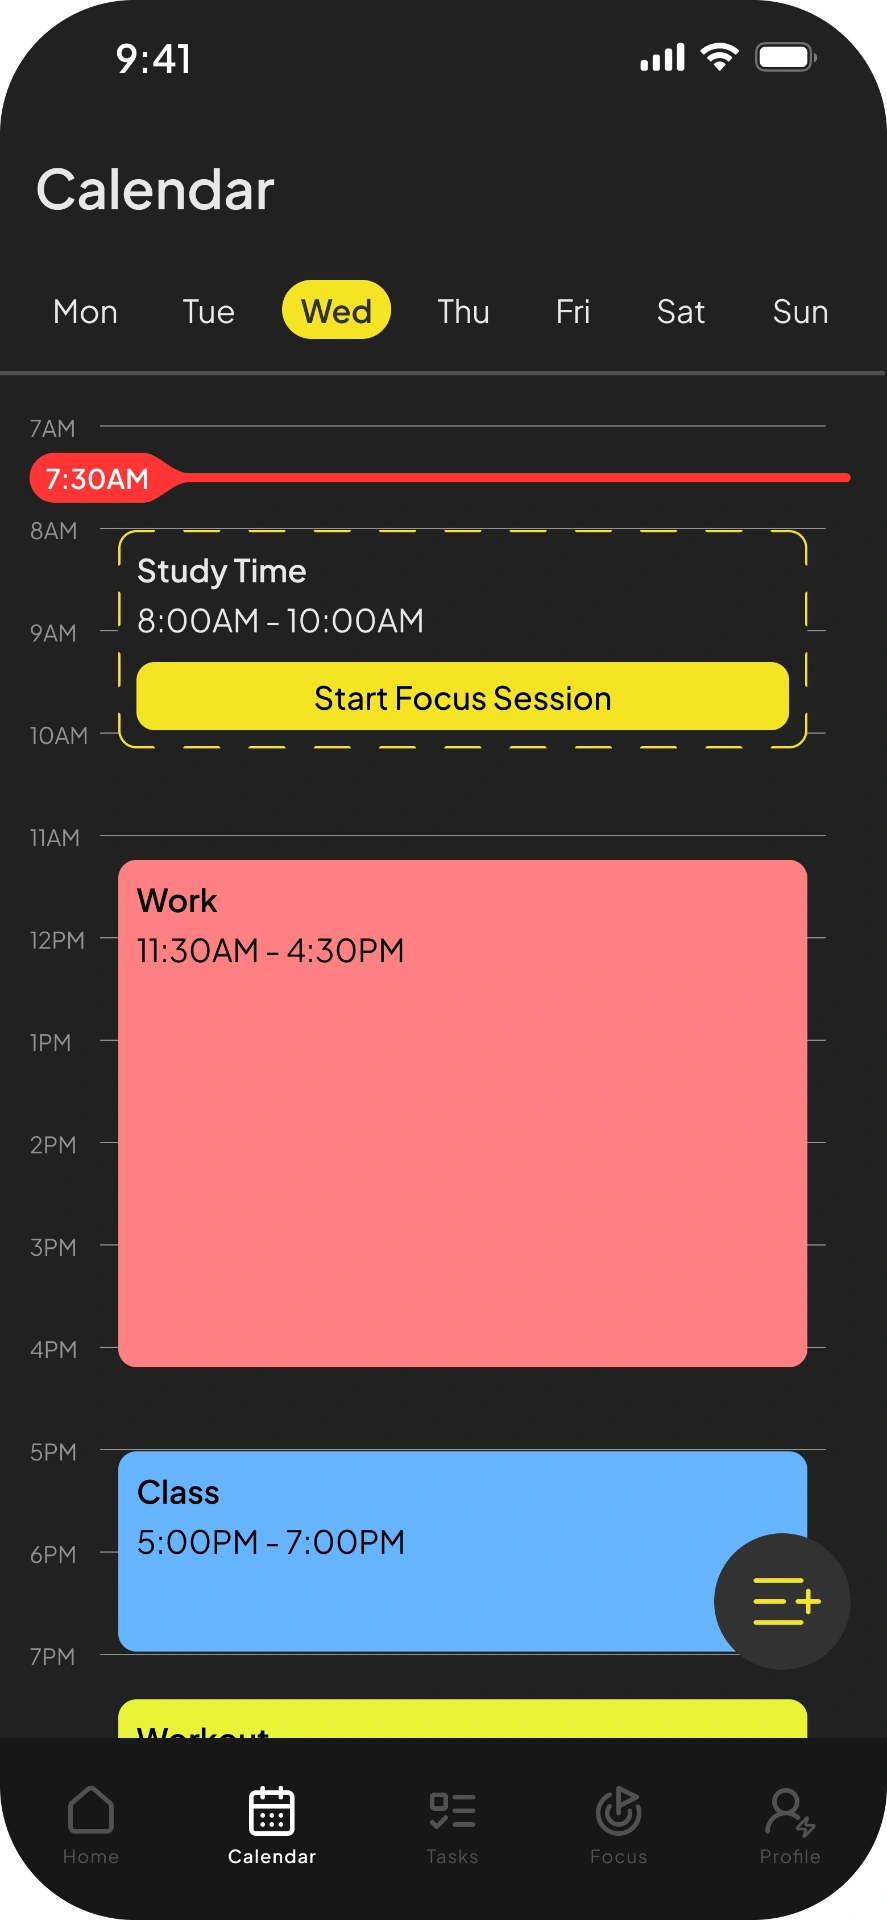 9:41
Calendar
Mon Tue Wed Thu Fri Sat Sun
7AM
7:30AM
8AM
Study Time
8:00AM - 10:00AM
9AM
Start Focus Session
10AM
11AM
Work
12PM
11:30AM - 4:30PM
1PM
2PM
3PM
4PM
5PM
Class
5:00PM - 7:00PM
6PM
7PM
Workout
Home Calendar Tasks Focus Profile